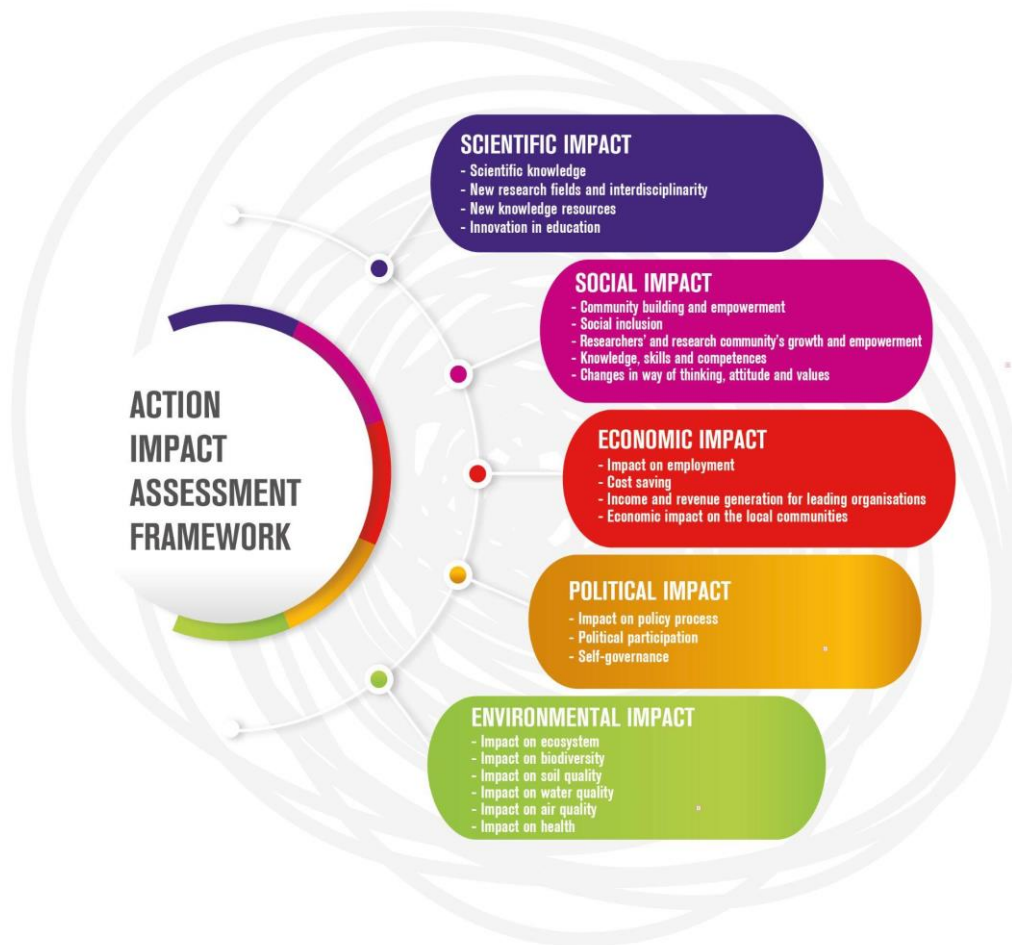 ACTION
IMPACT
ASSESSMENT
FRAMEWORK
SCIENTIFIC IMPACT
- Scientific knowledge
- New research fields and interdisciplinarity
- New knowledge resources
- Innovation in education
SOCIAL IMPACT
- Community building and empowerment
- Social inclusion
- Researchers' and research community's growth and empowerment
- Knowledge, skills and competences
- Changes in way of thinking, attitude and values
ECONOMIC IMPACT
- Impact on employment
- Cost saving
- Income and revenue generation for leading organisations
- Economic impact on the local communities
POLITICAL IMPACT
- Impact on policy process
- Political participation
- Self-governance
ENVIRONMENTAL IMPACT
- Impact on ecosystem
- Impact on biodiversity
- Impact on soil quality
- Impact on water quality
- Impact on air quality
- Impact on health